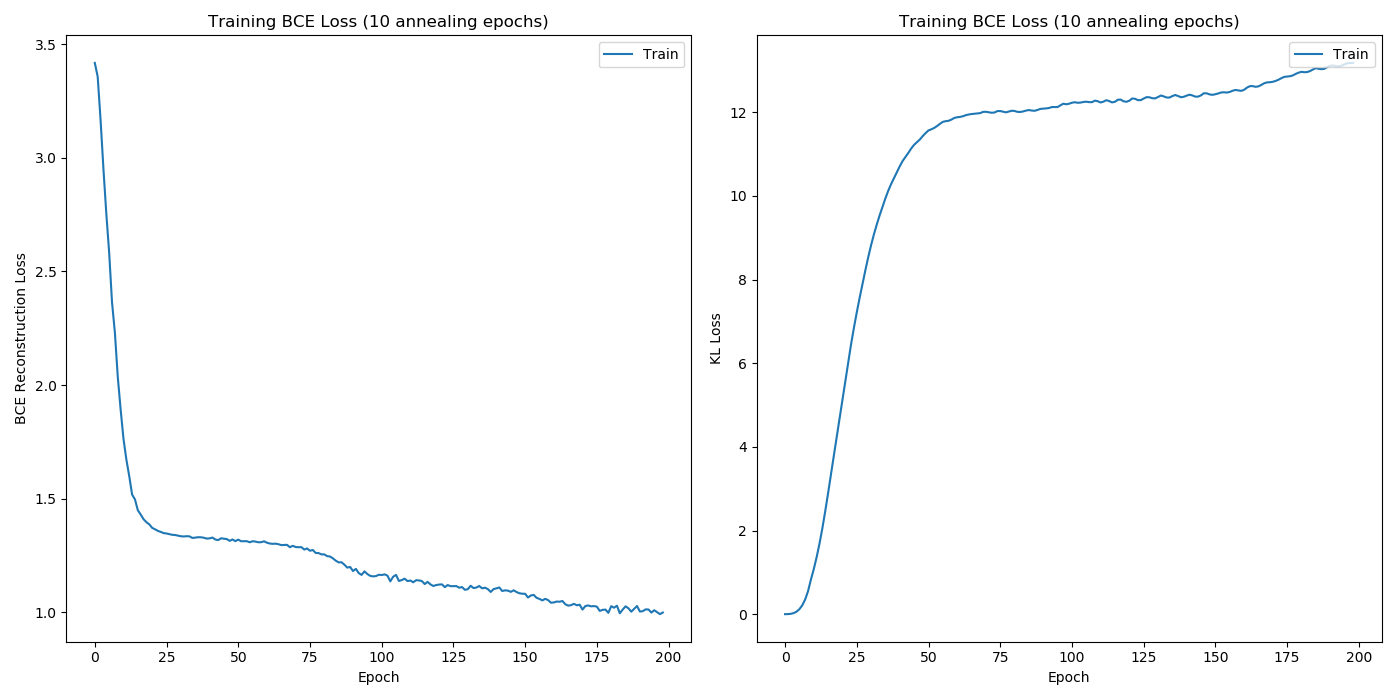 Training BCE Loss (10 annealing epochs)
Train
3.5
3.0
2.5
2.0
1.5
1.0
BCE Reconstruction Loss
0 25 50 75 100 125 150 175 200
Epoch
Training BCE Loss (10 annealing epochs)
Train
12
10
8
6
4
2
0
KL Loss
0 25 50 75 100 125 150 175 200
Epoch